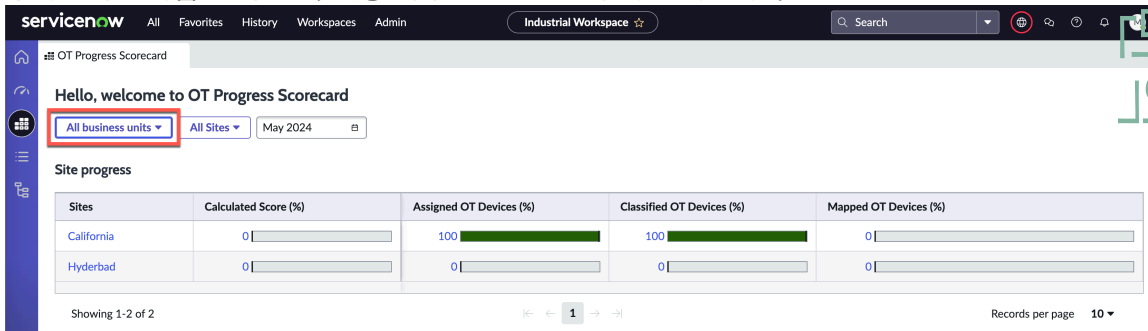 servicenow All Favorites History Workspaces Admin Industrial Workspace Search
OT Progress Scorecard
Hello, welcome to OT Progress Scorecard
All business units All Sites May 2024
Site progress
Sites Calculated Score (%) Assigned OT Devices (%) Classified OT Devices (%) Mapped OT Devices (%)
California 0 100 100 0
Hyderbad 0 0 0 0
Showing 1-2 of 2 1 Records per page 10